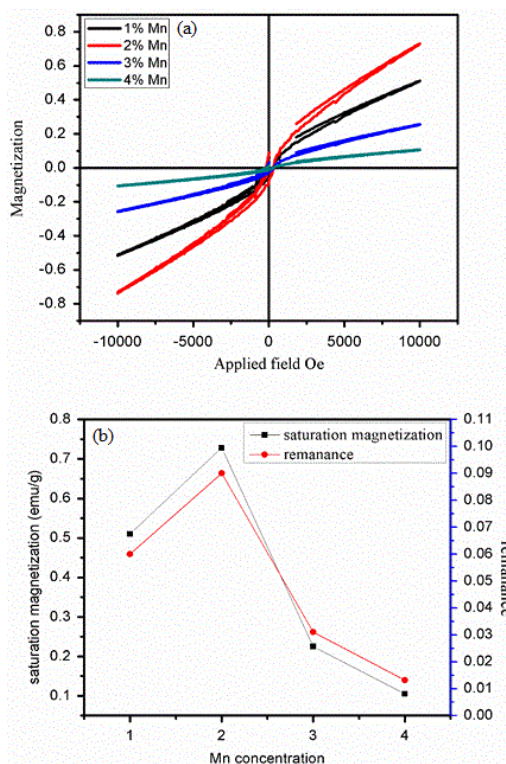 (a)
1% Mn
2% Mn
3% Mn
4% Mn
Magnetization
0.8
0.6
0.4
0.2
0.0
-0.2
-0.4
-0.6
-0.8
-10000 -5000 0 5000 10000
Applied field Oe
(b)
saturation magnetization
remanance
saturation magnetization (emu/g)
0.8
0.7
0.6
0.5
0.4
0.3
0.2
0.1
0.11
0.10
0.09
0.08
0.07
0.06
0.05
0.04
0.03
0.02
0.01
0.00
remanance
1 2 3 4
Mn concentration